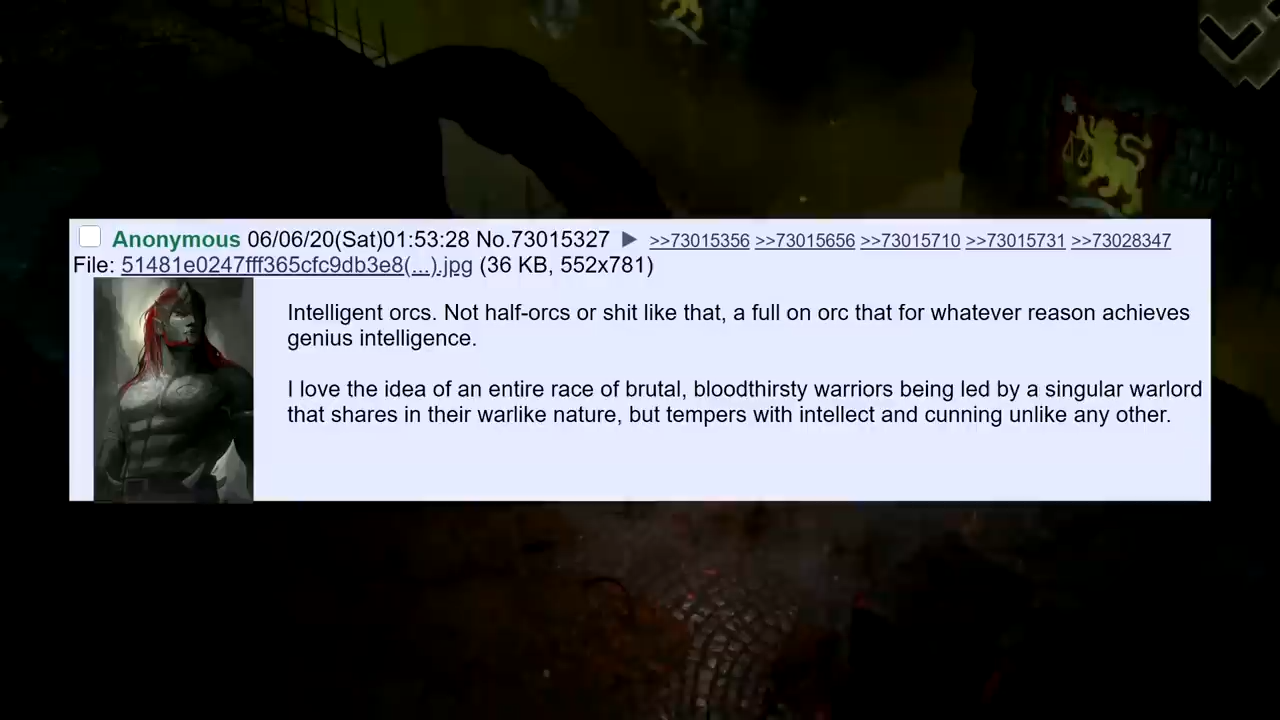 Anonymous 06/06/20(Sat)01:53:28 No.73015327 ▶ >>73015356 >>73015656 >>73015710 >>73015731 >>73028347
File: 51481e0247fff365cfc9db3e8(...).jpg (36 KB, 552x781)
Intelligent orcs. Not half-orcs or shit like that, a full on orc that for whatever reason achieves
genius intelligence.
I love the idea of an entire race of brutal, bloodthirsty warriors being led by a singular warlord
that shares in their warlike nature, but tempers with intellect and cunning unlike any other.